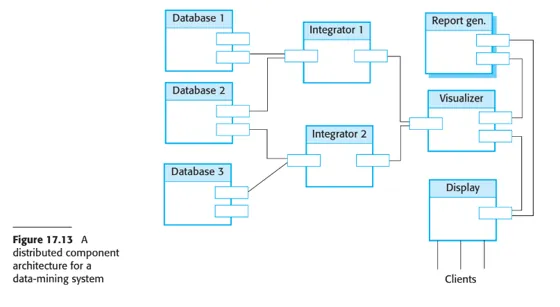 Database 1
Integrator 1
Report gen.
Database 2
Visualizer
Integrator 2
Database 3
Display
Figure 17.13 A
distributed component
architecture for a
data-mining system
Clients